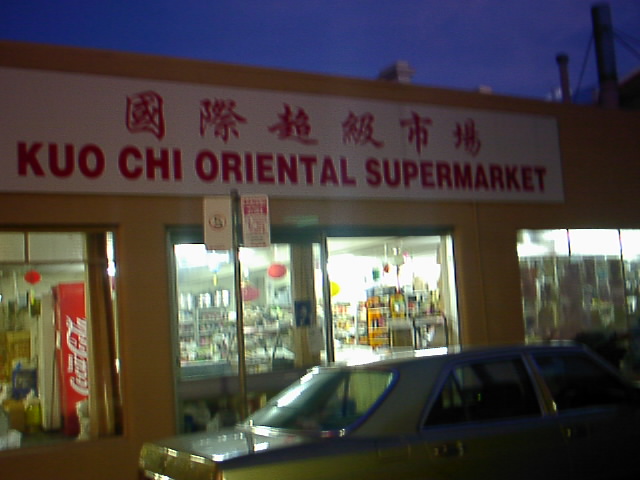 國際超級市場
KUO CHI ORIENTAL SUPERMARKET
Coca-Cola